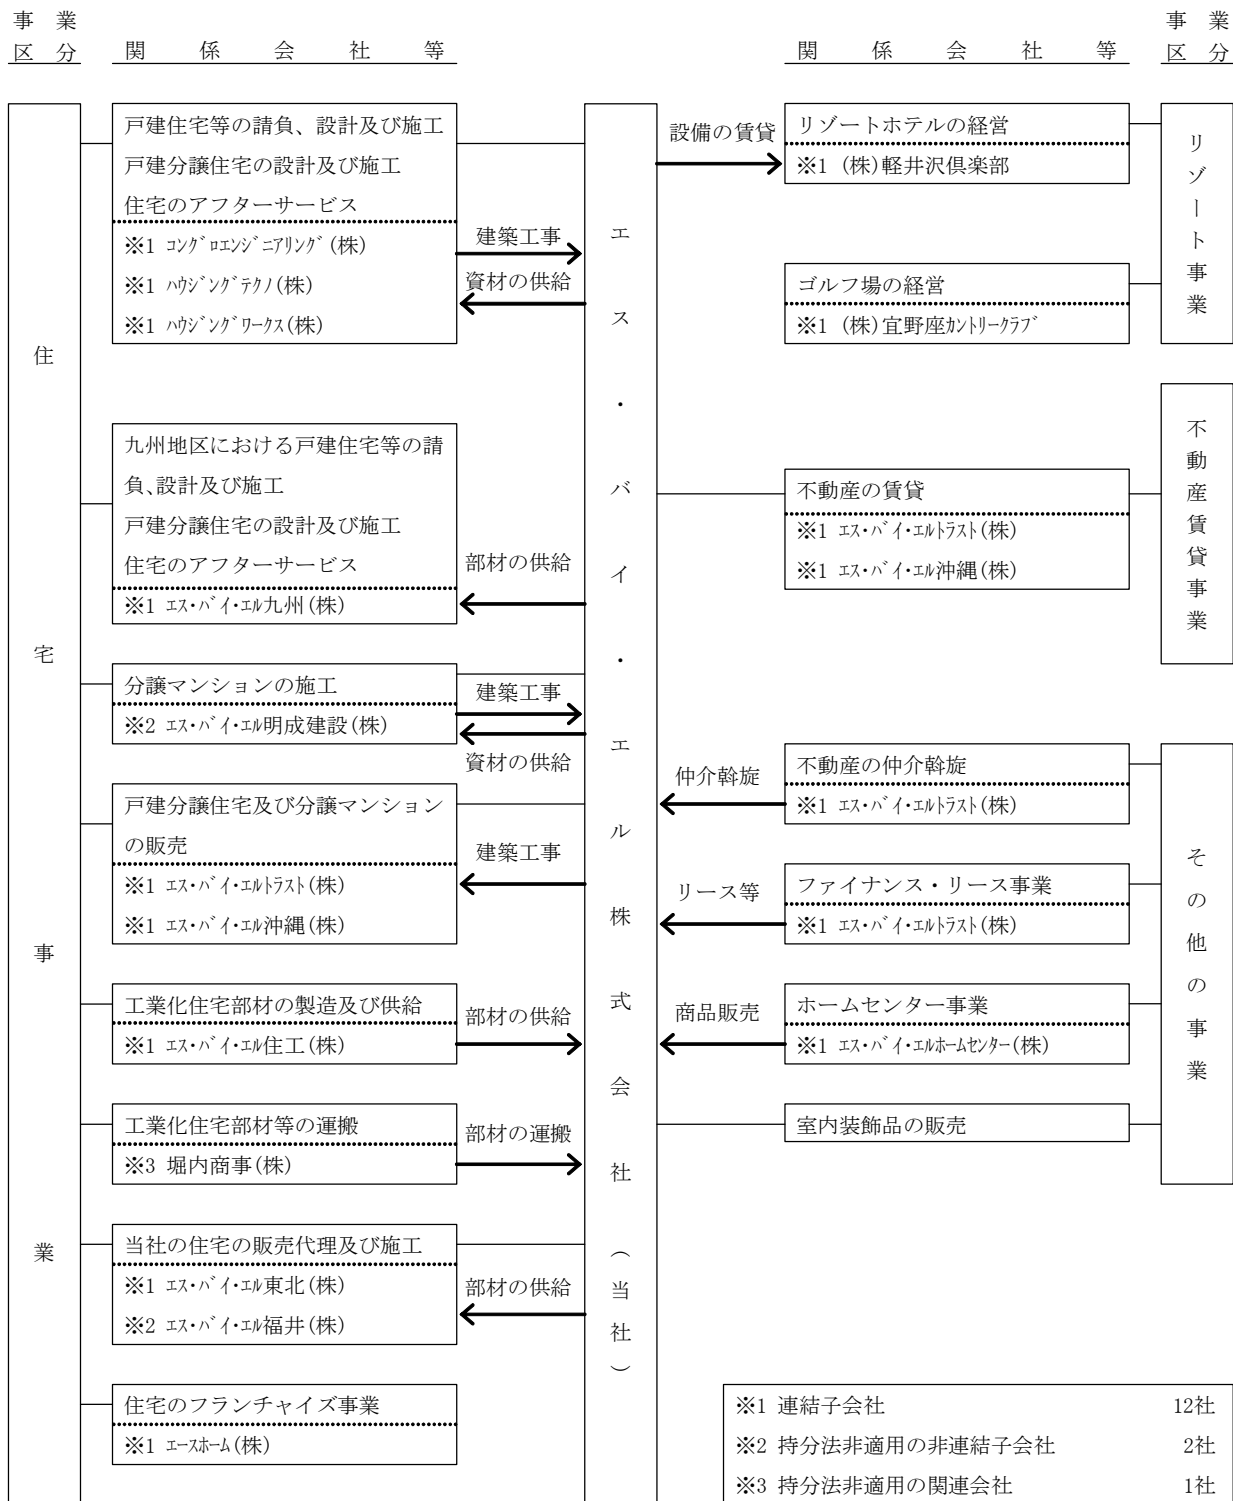 事 業
区 分
関 係 会 社 等
戸建住宅等の請負、設計及び施工
戸建分譲住宅の設計及び施工
住宅のアフターサービス
※1 ｺﾝｸﾞﾛｴﾝｼﾞﾆｱﾘﾝｸﾞ(株)
※1 ﾊｳｼﾞﾝｸﾞﾃｸﾉ(株)
※1 ﾊｳｼﾞﾝｸﾞﾜｰｸｽ(株)
建築工事
資材の供給
九州地区における戸建住宅等の請
負、設計及び施工
戸建分譲住宅の設計及び施工
住宅のアフターサービス
※1 ｴｽ･ﾊﾞｲ･ｴﾙ九州(株)
部材の供給
分譲マンションの施工
※2 ｴｽ･ﾊﾞｲ･ｴﾙ明成建設(株)
建築工事
資材の供給
戸建分譲住宅及び分譲マンション
の販売
※1 ｴｽ･ﾊﾞｲ･ｴﾙﾄﾗｽﾄ(株)
※1 ｴｽ･ﾊﾞｲ･ｴﾙ沖縄(株)
建築工事
工業化住宅部材の製造及び供給
※1 ｴｽ･ﾊﾞｲ･ｴﾙ住工(株)
部材の供給
工業化住宅部材等の運搬
※3 堀内商事(株)
部材の運搬
当社の住宅の販売代理及び施工
※1 ｴｽ･ﾊﾞｲ･ｴﾙ東北(株)
※2 ｴｽ･ﾊﾞｲ･ｴﾙ福井(株)
部材の供給
住宅のフランチャイズ事業
※1 ｴｰｽﾎｰﾑ(株)
住宅事業
エス・バイ・エル株式会社(当社)
関 係 会 社 等
事 業
区 分
設備の賃貸
リゾートホテルの経営
※1 (株)軽井沢倶楽部
ゴルフ場の経営
※1 (株)宜野座ｶﾝﾄﾘｰｸﾗﾌﾞ
リゾート事業
不動産の賃貸
※1 ｴｽ･ﾊﾞｲ･ｴﾙﾄﾗｽﾄ(株)
※1 ｴｽ･ﾊﾞｲ･ｴﾙ沖縄(株)
不動産賃貸事業
仲介斡旋
不動産の仲介斡旋
※1 ｴｽ･ﾊﾞｲ･ｴﾙﾄﾗｽﾄ(株)
リース等
ファイナンス・リース事業
※1 ｴｽ･ﾊﾞｲ･ｴﾙﾄﾗｽﾄ(株)
商品販売
ホームセンター事業
※1 ｴｽ･ﾊﾞｲ･ｴﾙﾎｰﾑｾﾝﾀｰ(株)
室内装飾品の販売
その他の事業
※1 連結子会社 12社
※2 持分法非適用の非連結子会社 2社
※3 持分法非適用の関連会社 1社